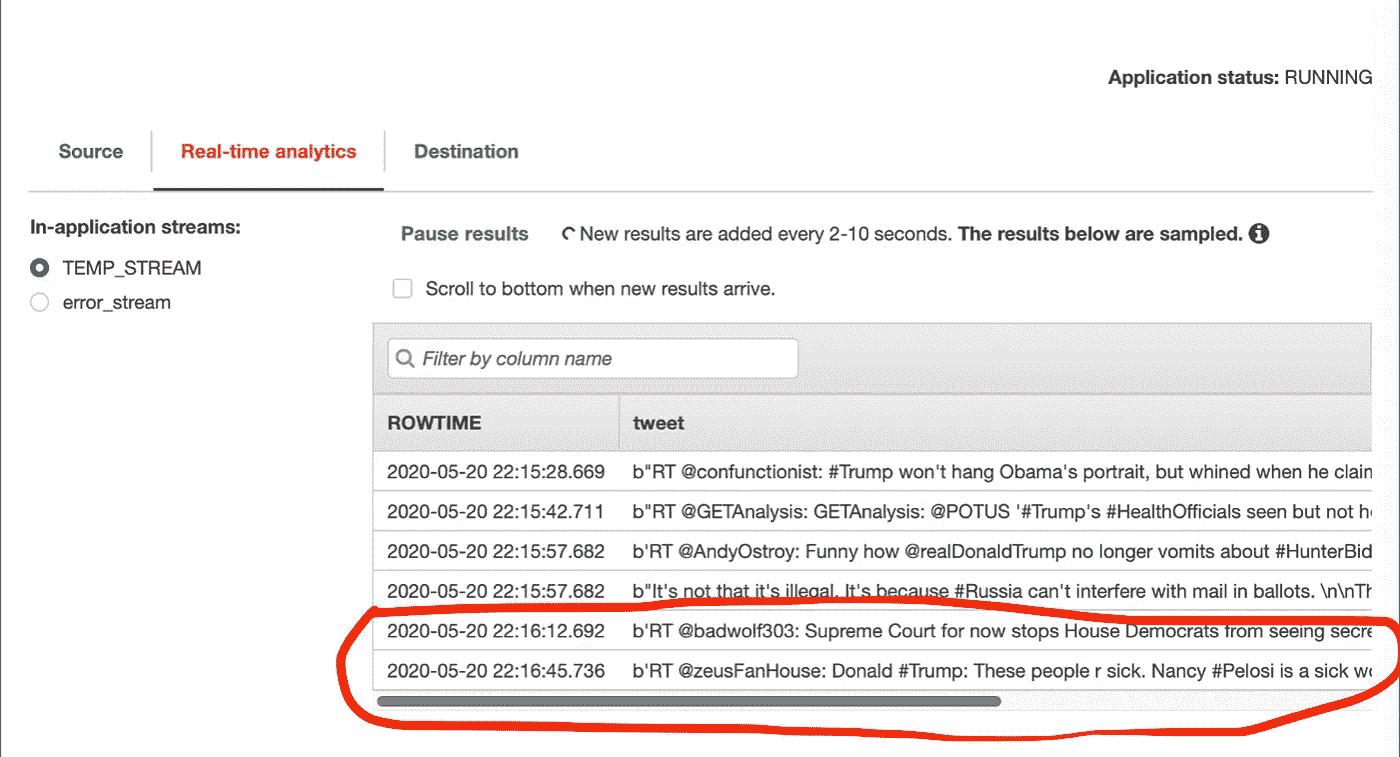 Application status: RUNNING
Source Real-time analytics Destination
In-application streams:
TEMP_STREAM
error_stream
Pause results New results are added every 2-10 seconds. The results below are sampled.
Scroll to bottom when new results arrive.
Filter by column name
ROWTIME tweet
2020-05-20 22:15:28.669 b"RT @confunctionist: #Trump won't hang Obama's portrait, but whined when he claim
2020-05-20 22:15:42.711 b"RT @GETAnalysis: GETAnalysis: @POTUS '#Trump's #HealthOfficials seen but not h
2020-05-20 22:15:57.682 b'RT @AndyOstroy: Funny how @realDonaldTrump no longer vomits about #HunterBid
2020-05-20 22:15:57.682 b"It's not that it's illegal. It's because #Russia can't interfere with mail in ballots. \n\nTh
2020-05-20 22:16:12.692 b'RT @badwolf303: Supreme Court for now stops House Democrats from seeing secre
2020-05-20 22:16:45.736 b'RT @zeusFanHouse: Donald #Trump: These people r sick. Nancy #Pelosi is a sick wo